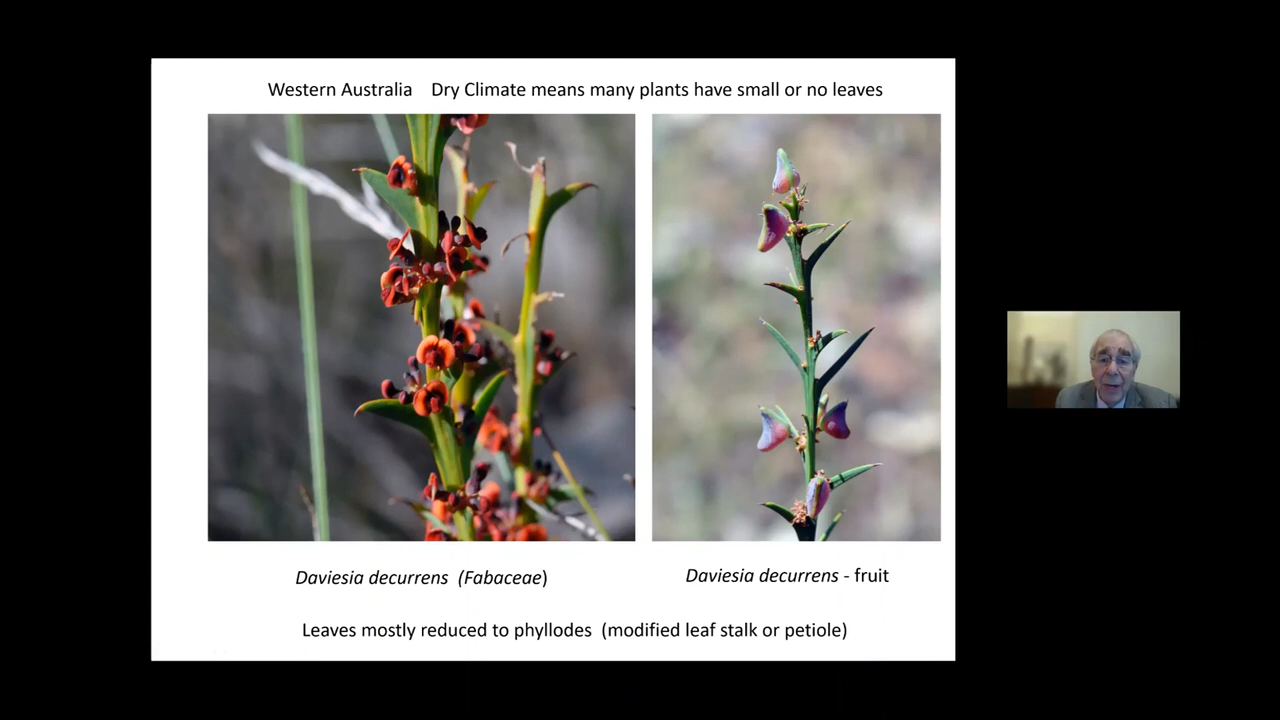 Western Australia    Dry Climate means many plants have small or no leaves
Daviesia decurrens  (Fabaceae)
Daviesia decurrens - fruit
Leaves mostly reduced to phyllodes  (modified leaf stalk or petiole)